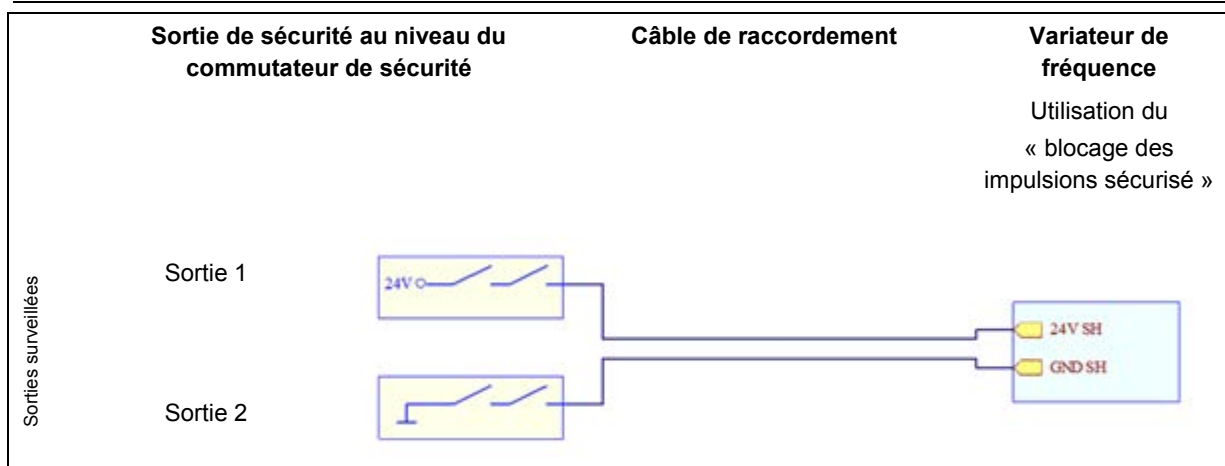 Sortie de sécurité au niveau du
commutateur de sécurité
Câble de raccordement
Variateur de
fréquence
Utilisation du
« blocage des
impulsions sécurisé »
Sorties surveillées
Sortie 1
24V
24V SH
GND SH
Sortie 2